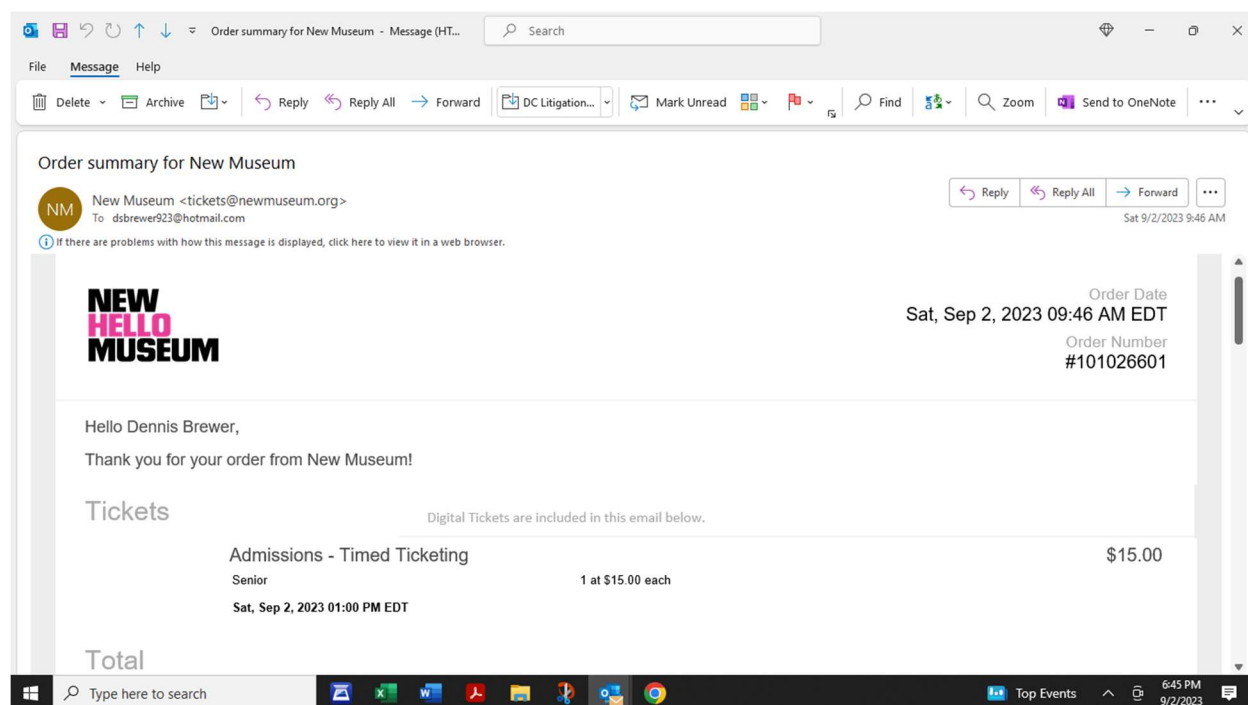 Order summary for New Museum - Message (HT...
Search
File Message Help
Delete Archive Reply Reply All Forward DC Litigation... Mark Unread Find Zoom Send to OneNote ...
Order summary for New Museum
NM
New Museum <tickets@newmuseum.org>
To dsbrewer923@hotmail.com
Reply Reply All Forward ...
Sat 9/2/2023 9:46 AM
If there are problems with how this message is displayed, click here to view it in a web browser.
NEW
HELLO
MUSEUM
Order Date
Sat, Sep 2, 2023 09:46 AM EDT
Order Number
#101026601
Hello Dennis Brewer,
Thank you for your order from New Museum!
Tickets
Digital Tickets are included in this email below.
Admissions - Timed Ticketing $15.00
Senior 1 at $15.00 each
Sat, Sep 2, 2023 01:00 PM EDT
Total
Type here to search
Top Events
6:45 PM
9/2/2023